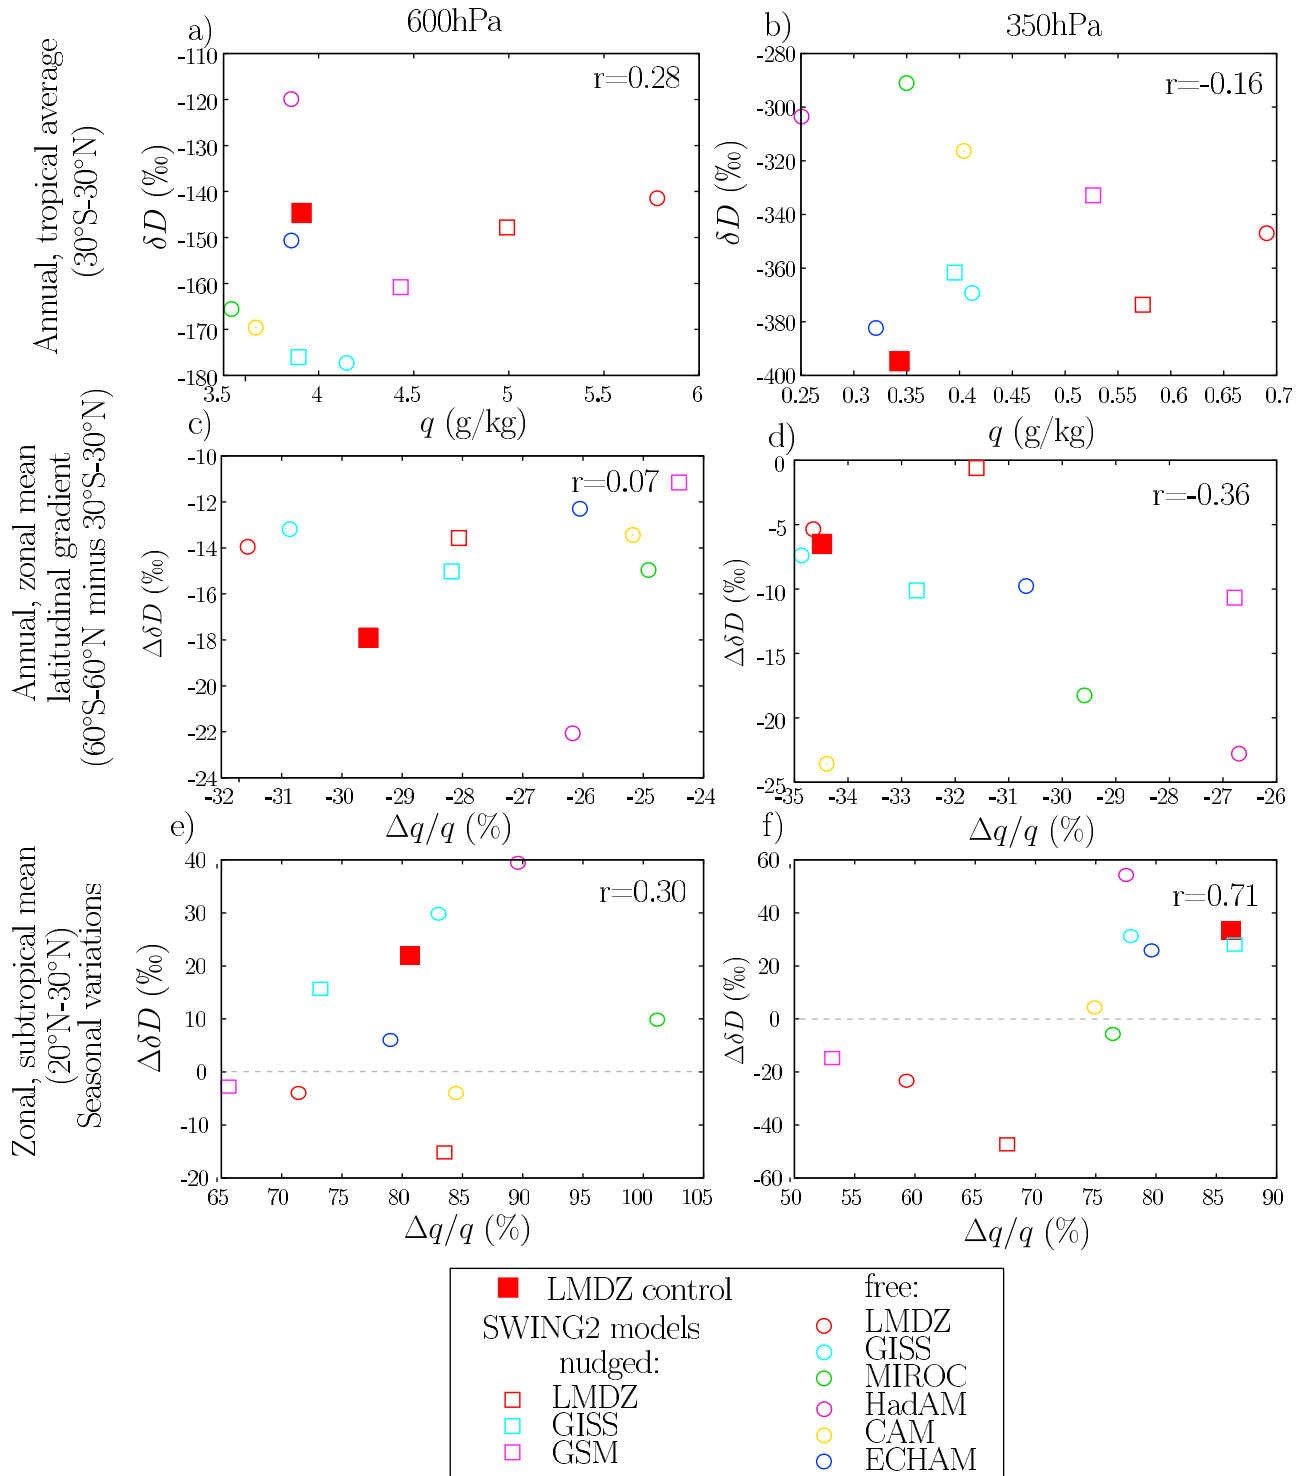 600hPa
350hPa
a)
b)
Annual, tropical average
(30°S-30°N)
-110
-120
-130
-140
-150
-160
-170
-180
δD (‰)
r=0.28
3.5
4
4.5
5
5.5
6
q (g/kg)
-280
-300
-320
-340
-360
-380
-400
δD (‰)
r=-0.16
0.25
0.3
0.35
0.4
0.45
0.5
0.55
0.6
0.65
0.7
q (g/kg)
c)
d)
Annual, zonal mean
latitudinal gradient
(60°S-60°N minus 30°S-30°N)
-10
-12
-14
-16
-18
-20
-22
-24
ΔδD (‰)
r=0.07
-32
-31
-30
-29
-28
-27
-26
-25
-24
Δq/q (%)
0
-5
-10
-15
-20
-25
ΔδD (‰)
r=-0.36
-35
-34
-33
-32
-31
-30
-29
-28
-27
-26
Δq/q (%)
e)
f)
Zonal, subtropical mean
(20°N-30°N)
Seasonal variations
40
30
20
10
0
-10
-20
ΔδD (‰)
r=0.30
65
70
75
80
85
90
95
100
105
Δq/q (%)
60
40
20
0
-20
-40
-60
ΔδD (‰)
r=0.71
50
55
60
65
70
75
80
85
90
Δq/q (%)
LMDZ control
SWING2 models
nudged:
LMDZ
GISS
GSM
free:
LMDZ
GISS
MIROC
HadAM
CAM
ECHAM